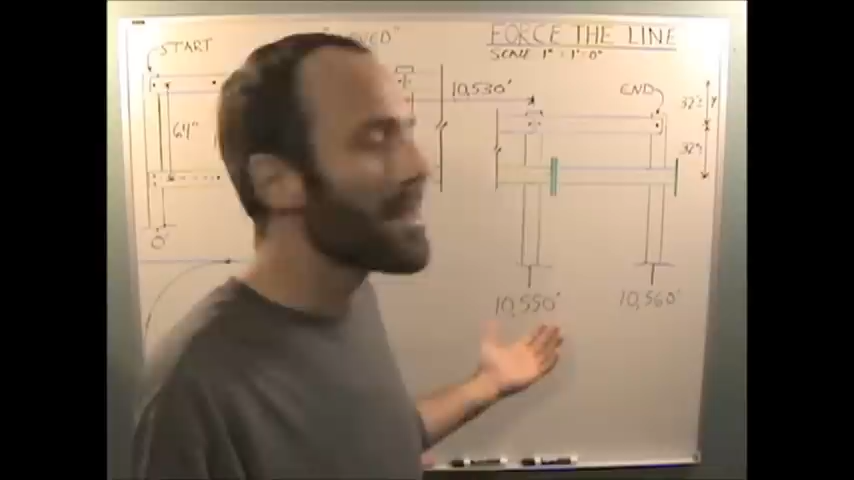 FORCE THE LINE
SCALE 1" = 1'-0"
START
10,530'
END
64"
32"
32"
0'
10,550'
10,560'